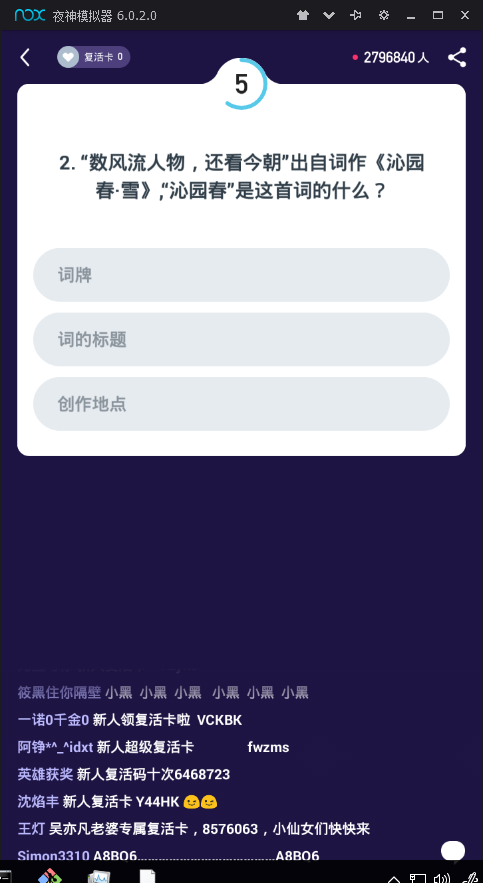 nox 夜神模拟器 6.0.2.0
复活卡 0
2796840 人
5
2. “数风流人物，还看今朝”出自词作《沁园
春·雪》,“沁园春”是这首词的什么？
词牌
词的标题
创作地点
筱黑住你隔壁 小黑 小黑 小黑 小黑 小黑 小黑
一诺0千金0 新人领复活卡啦 VCKBK
阿铮*^_^idxt 新人超级复活卡 fwzms
英雄获奖 新人复活码十次6468723
沈焰丰 新人复活卡 Y44HK 😉😉
王灯 吴亦凡老婆专属复活卡，8576063，小仙女们快快来
Simon3310 A8BO6.......................................A8BO6